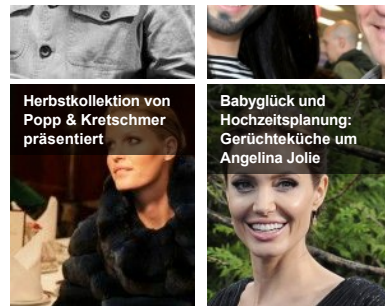 Herbstkollektion von
Popp & Kretschmer
präsentiert
Babyglück und
Hochzeitsplanung:
Gerüchteküche um
Angelina Jolie